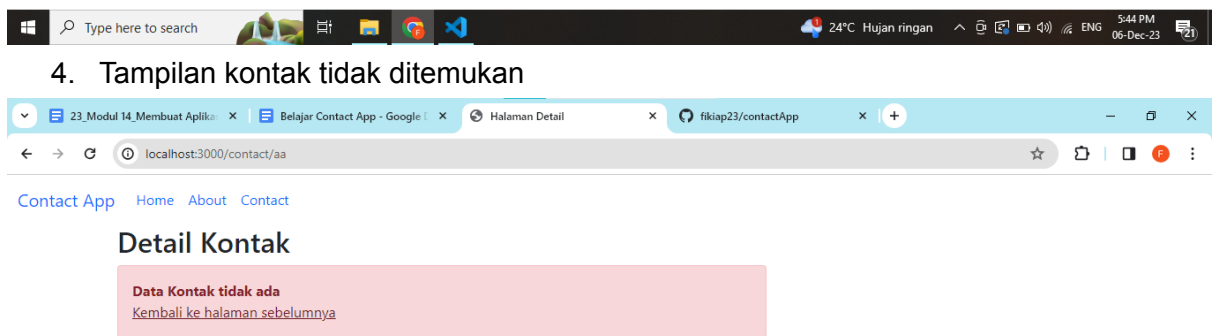 Type here to search
24°C Hujan ringan
ENG
5:44 PM
06-Dec-23
21
4. Tampilan kontak tidak ditemukan
23_Modul 14_Membuat Aplika
Belajar Contact App - Google
Halaman Detail
fikiap23/contactApp
localhost:3000/contact/aa
F
Contact App Home About Contact
Detail Kontak
Data Kontak tidak ada
Kembali ke halaman sebelumnya